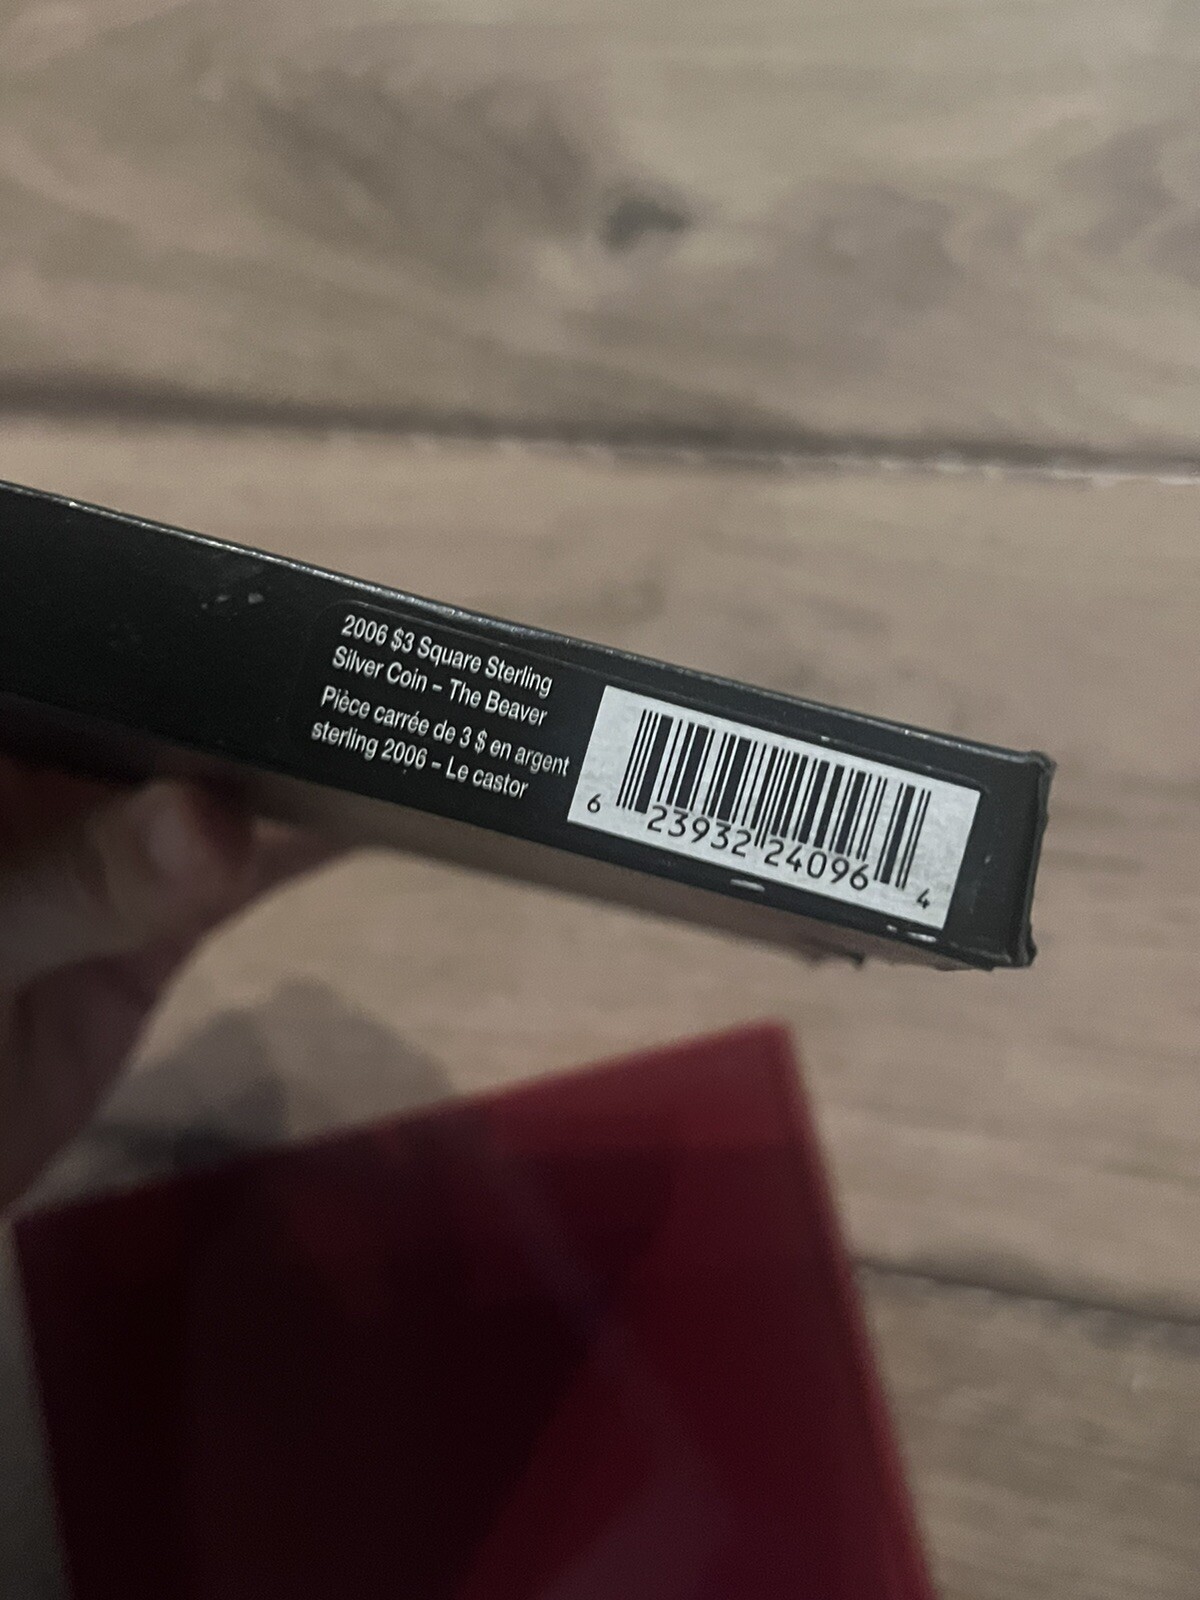 2006 $3 Square Sterling
Silver Coin – The Beaver
Pièce carrée de 3 $ en argent
sterling 2006 – Le castor
6 23932 24096 4